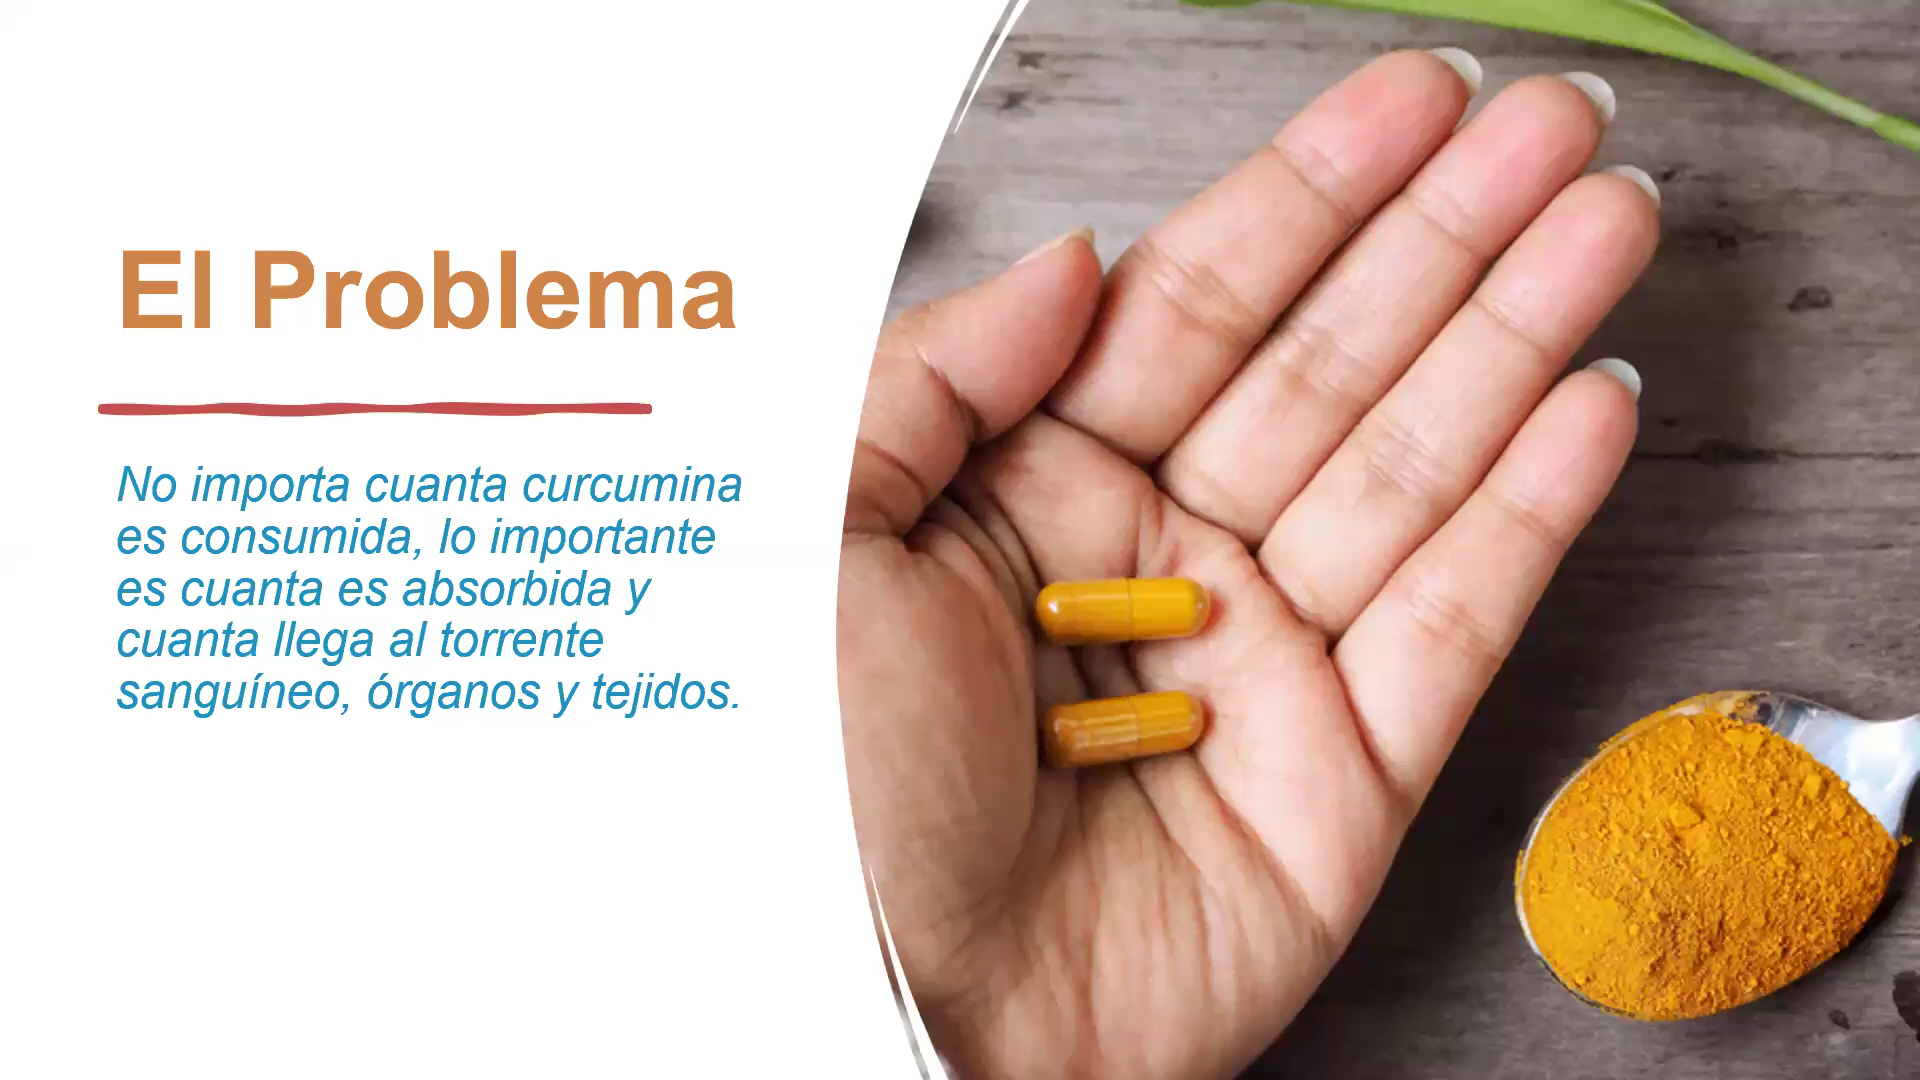 El Problema
No importa cuanta curcumina
es consumida, lo importante
es cuanta es absorbida y
cuanta llega al torrente
sanguíneo, órganos y tejidos.